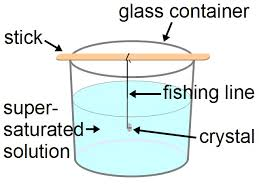 glass container
stick
fishing line
super-
saturated
solution
crystal